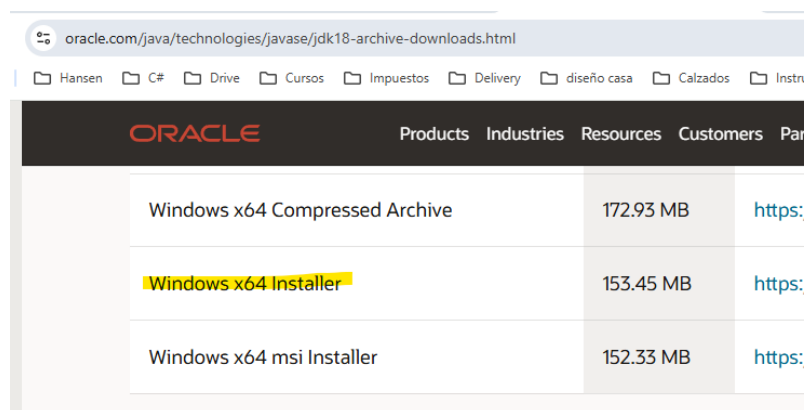 oracle.com/java/technologies/javase/jdk18-archive-downloads.html
Hansen C# Drive Cursos Impuestos Delivery diseño casa Calzados Instru
ORACLE Products Industries Resources Customers Par
Windows x64 Compressed Archive 172.93 MB https:/
Windows x64 Installer 153.45 MB https:/
Windows x64 msi Installer 152.33 MB https:/